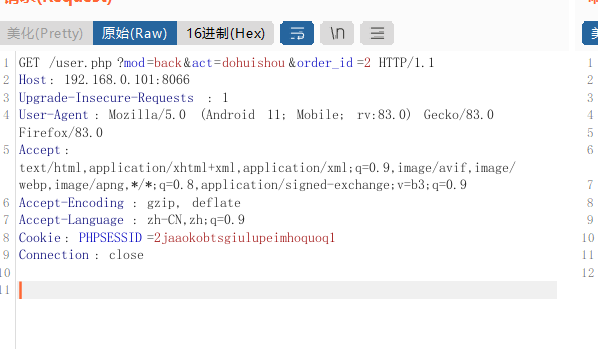 请求(Request)
美化(Pretty) 原始(Raw) 16进制(Hex) \n
1 GET /user.php?mod=back&act=dohuishou&order_id=2 HTTP/1.1
2 Host: 192.168.0.101:8066
3 Upgrade-Insecure-Requests : 1
4 User-Agent: Mozilla/5.0 (Android 11; Mobile; rv:83.0) Gecko/83.0
Firefox/83.0
5 Accept:
text/html,application/xhtml+xml,application/xml;q=0.9,image/avif,image/
webp,image/apng,*/*;q=0.8,application/signed-exchange;v=b3;q=0.9
6 Accept-Encoding : gzip, deflate
7 Accept-Language : zh-CN,zh;q=0.9
8 Cookie: PHPSESSID=2jaaokobtsgiulupeimhoquoq1
9 Connection: close
10
11
美
1
2
3
4
5
6
7
8
9
10
11
12